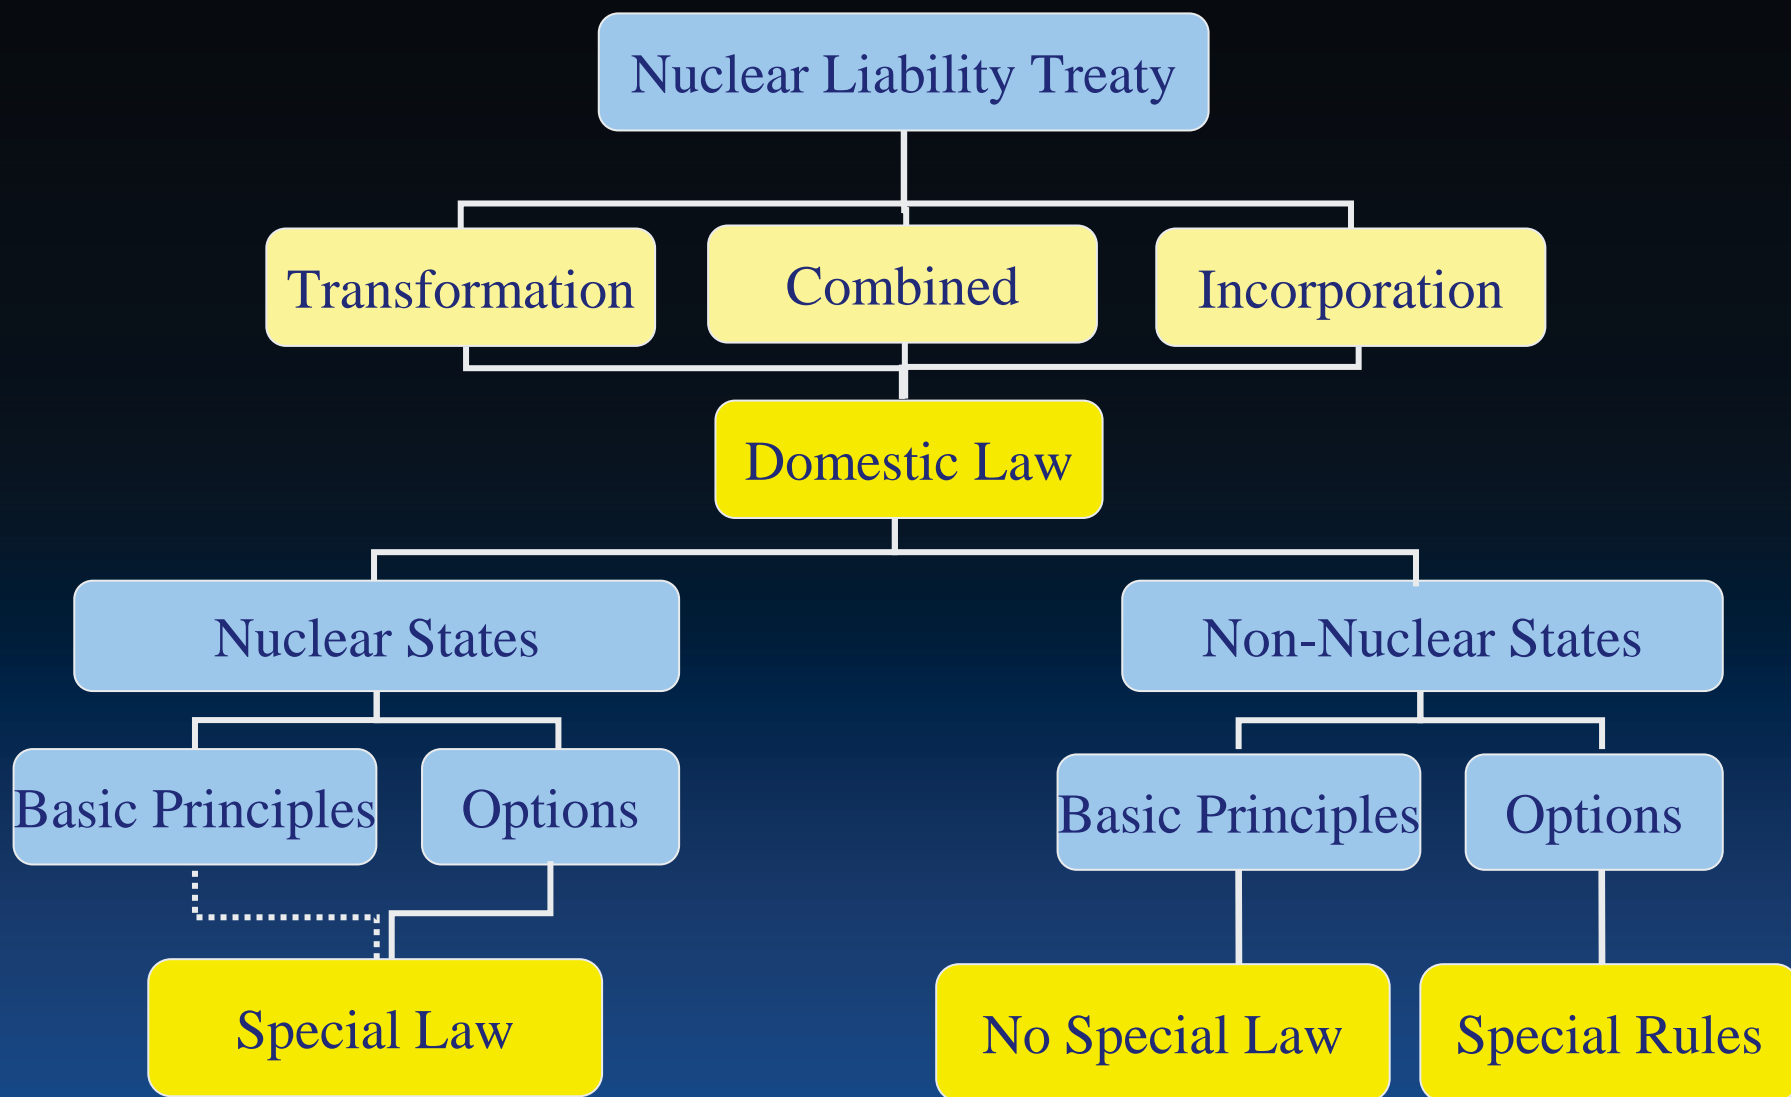 Nuclear Liability Treaty
Transformation
Combined
Incorporation
Domestic Law
Nuclear States
Non-Nuclear States
Basic Principles
Options
Basic Principles
Options
Special Law
No Special Law
Special Rules